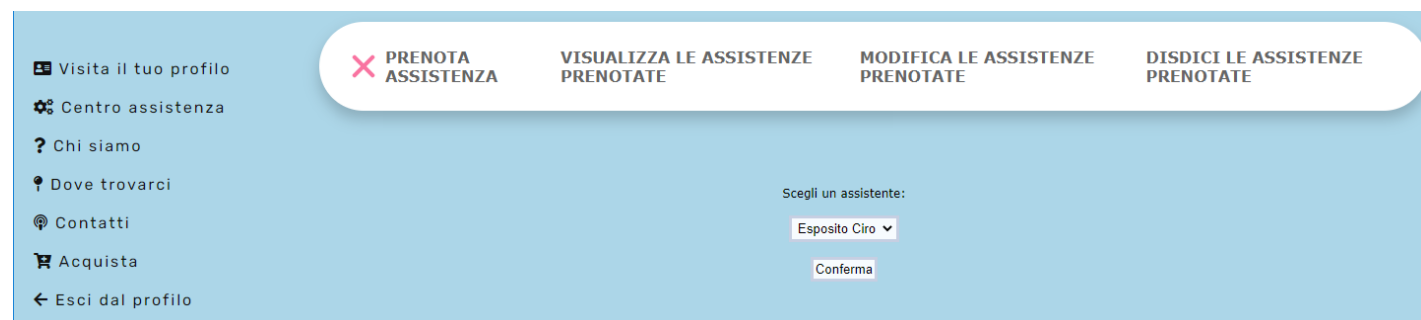 Visita il tuo profilo
Centro assistenza
Chi siamo
Dove trovarci
Contatti
Acquista
Esci dal profilo
PRENOTA
ASSISTENZA
VISUALIZZA LE ASSISTENZE
PRENOTATE
MODIFICA LE ASSISTENZE
PRENOTATE
DISDICI LE ASSISTENZE
PRENOTATE
Scegli un assistente:
Esposito Ciro
Conferma